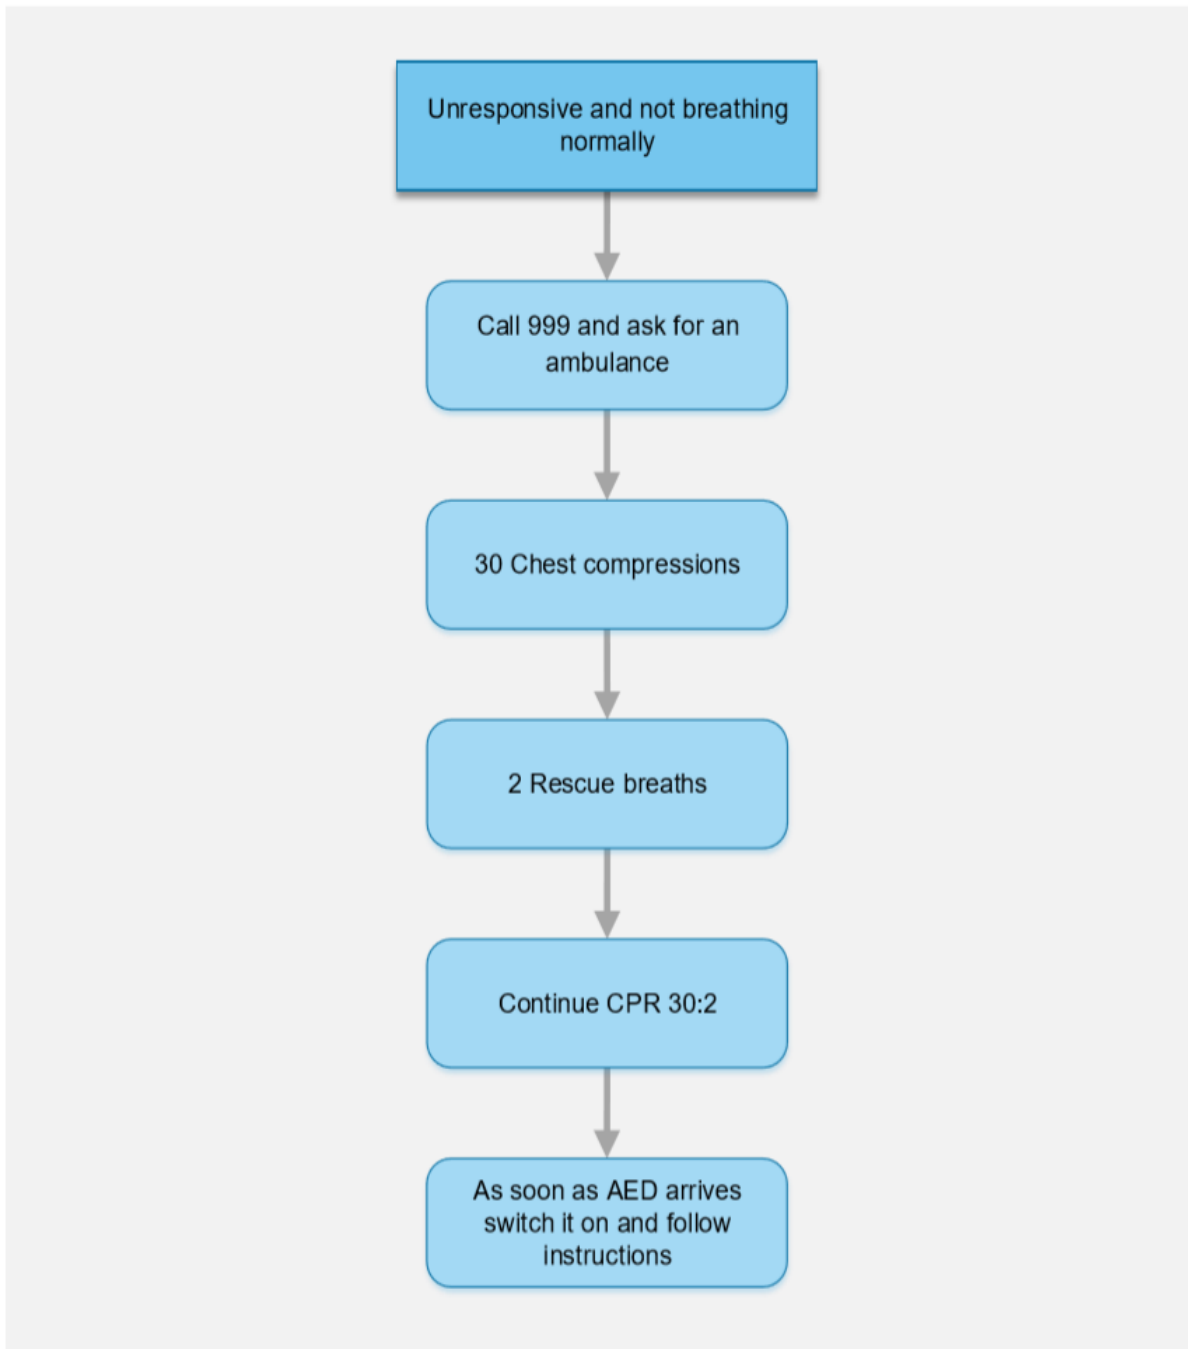 Unresponsive and not breathing
normally
Call 999 and ask for an
ambulance
30 Chest compressions
2 Rescue breaths
Continue CPR 30:2
As soon as AED arrives
switch it on and follow
instructions